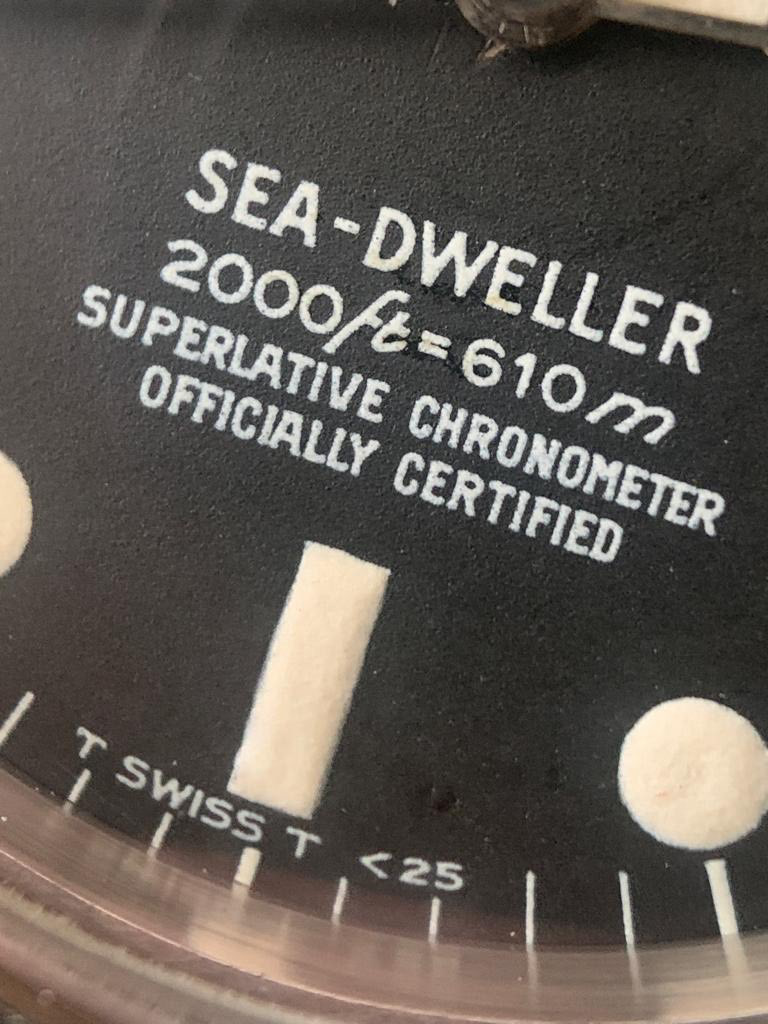 SEA-DWELLER
2000ft=610m
SUPERLATIVE CHRONOMETER
OFFICIALLY CERTIFIED
T SWISS T <25